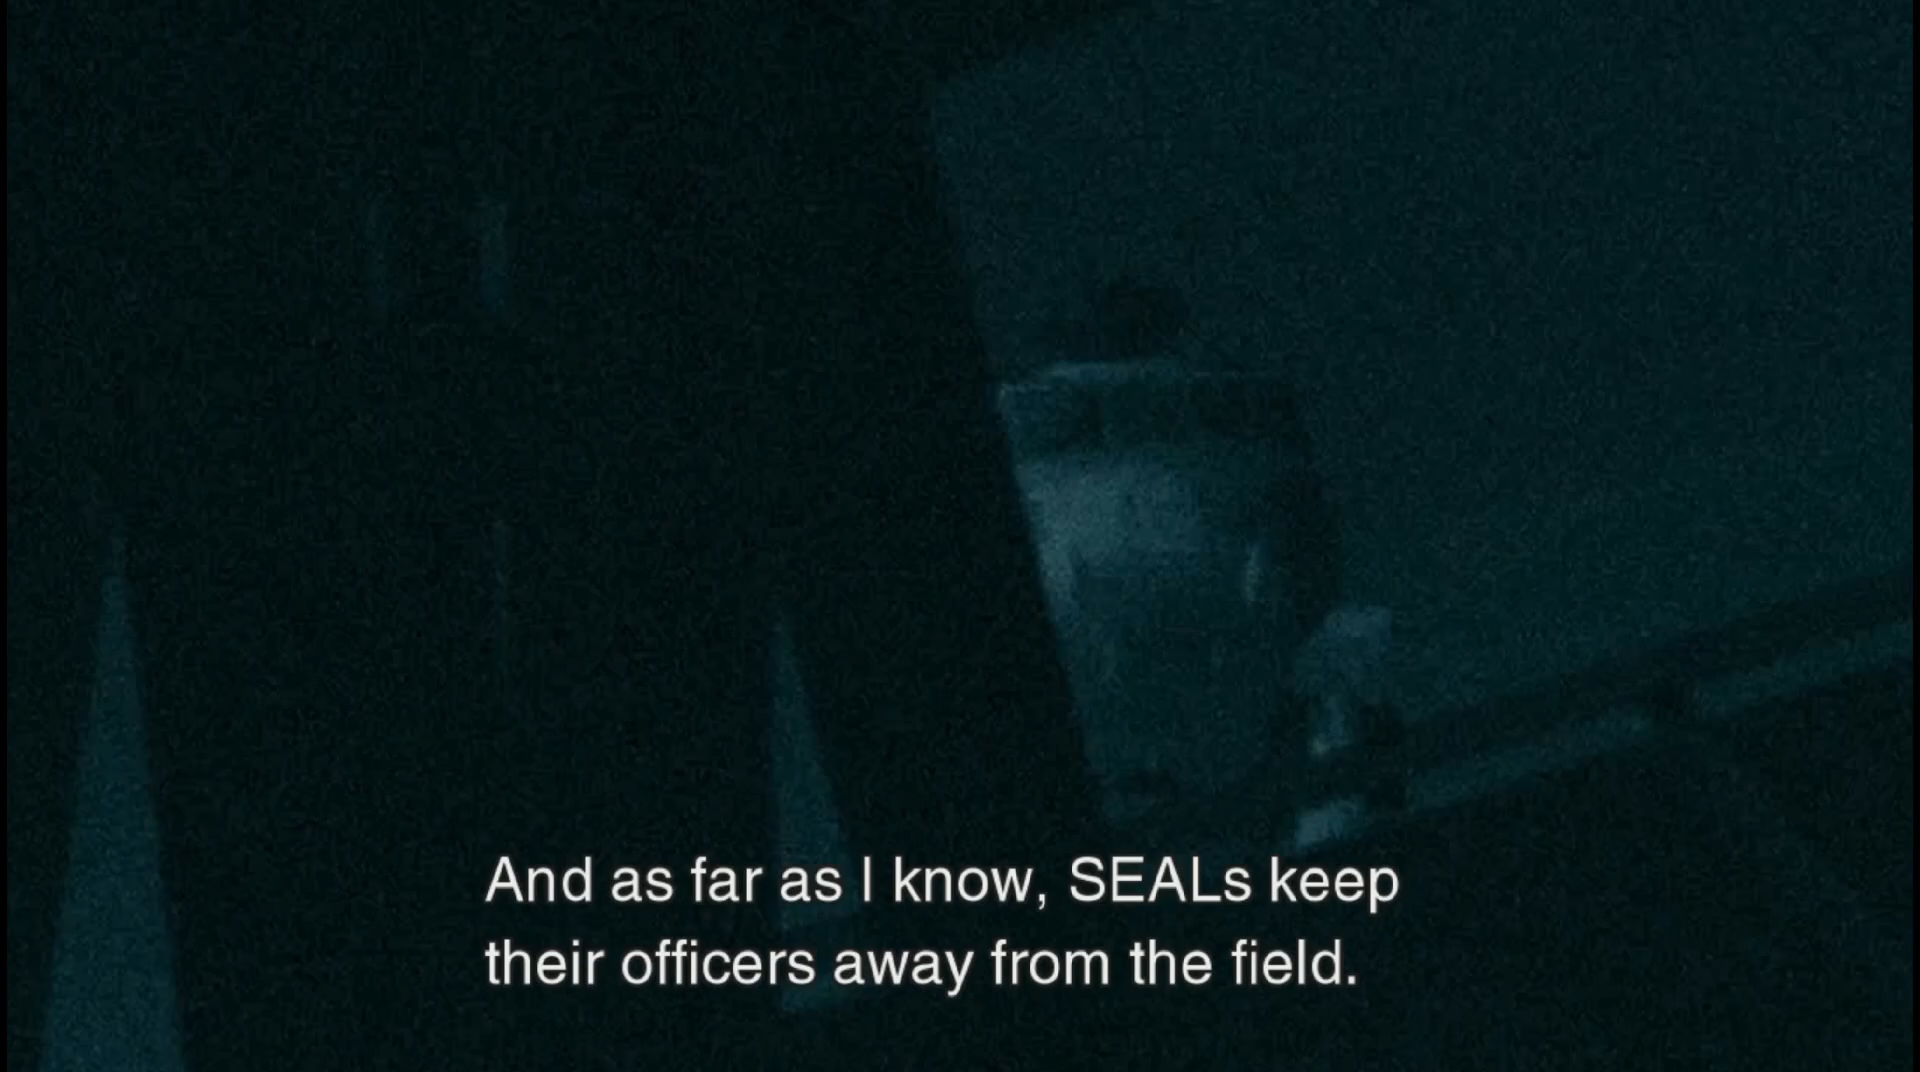 And as far as I know, SEALs keep
their officers away from the field.